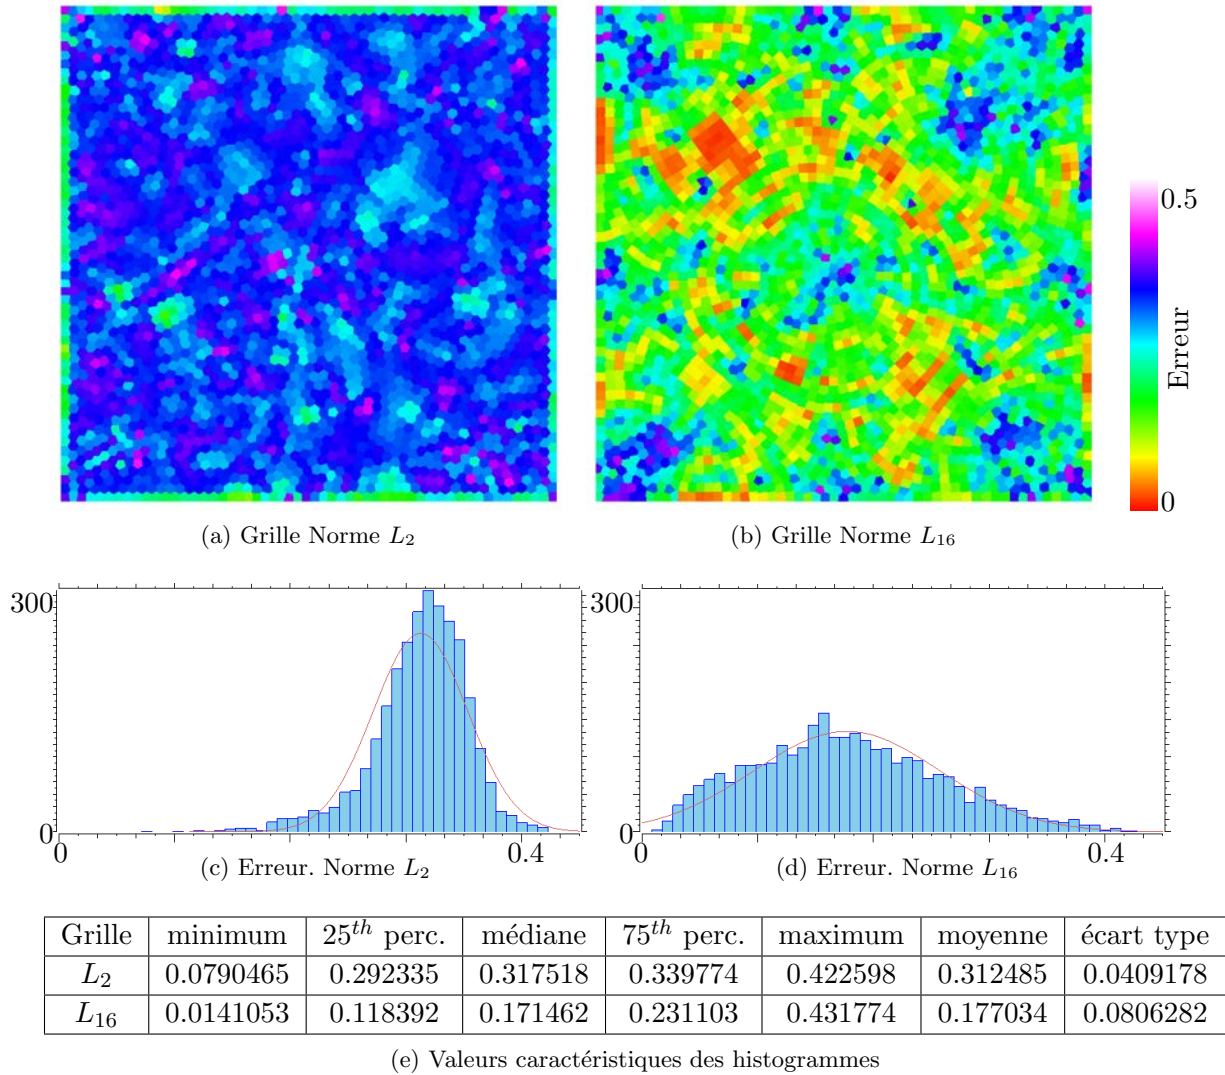 0.5
Erreur
0
(a) Grille Norme L2
(b) Grille Norme L16
300
0
0
0.4
(c) Erreur. Norme L2
300
0
0
0.4
(d) Erreur. Norme L16
Grille minimum 25th perc. médiane 75th perc. maximum moyenne écart type
L2 0.0790465 0.292335 0.317518 0.339774 0.422598 0.312485 0.0409178
L16 0.0141053 0.118392 0.171462 0.231103 0.431774 0.177034 0.0806282
(e) Valeurs caractéristiques des histogrammes